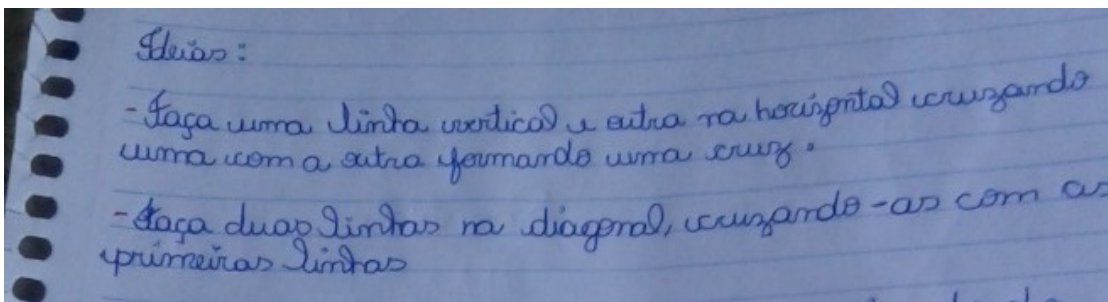 Ideias:
- Faça uma linha vertical e outra na horizontal cruzando
uma com a outra formando uma cruz.
- Faça duas linhas na diagonal, cruzando-as com as
primeiras linhas